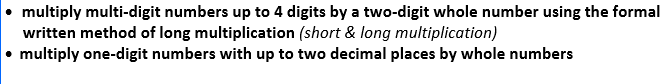 • multiply multi-digit numbers up to 4 digits by a two-digit whole number using the formal
written method of long multiplication (short & long multiplication)
• multiply one-digit numbers with up to two decimal places by whole numbers